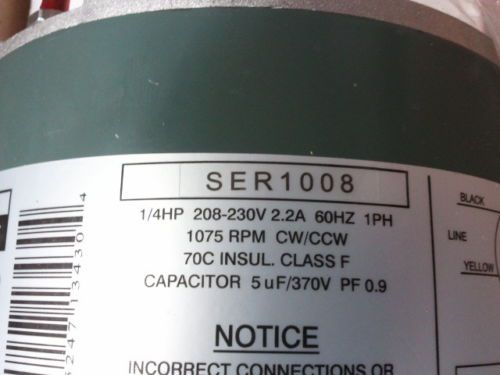 SER1008
1/4HP 208-230V 2.2A 60HZ 1PH
1075 RPM CW/CCW
70C INSUL. CLASS F
CAPACITOR 5uF/370V PF 0.9
NOTICE
INCORRECT CONNECTIONS OR
BLACK
LINE
YELLOW